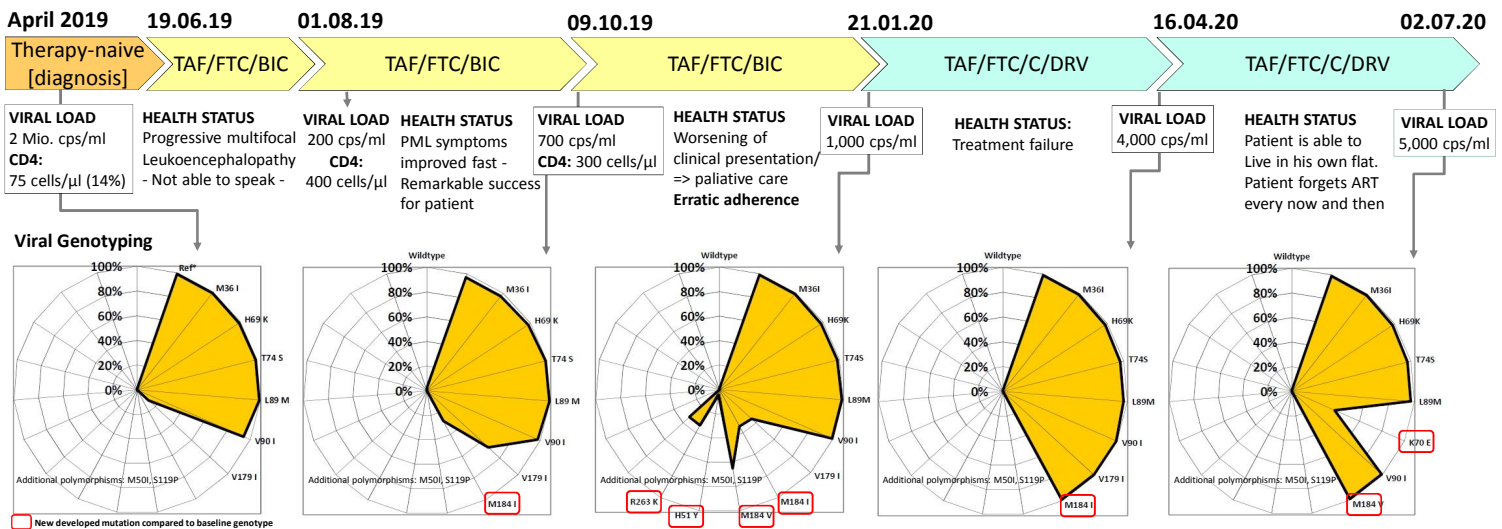 April 2019
19.06.19
01.08.19
09.10.19
21.01.20
16.04.20
02.07.20
Therapy-naive
[diagnosis]
TAF/FTC/BIC
TAF/FTC/BIC
TAF/FTC/BIC
TAF/FTC/C/DRV
TAF/FTC/C/DRV
VIRAL LOAD
2 Mio. cps/ml
CD4:
75 cells/µl (14%)
HEALTH STATUS
Progressive multifocal
Leukoencephalopathy
- Not able to speak -
VIRAL LOAD
200 cps/ml
CD4:
400 cells/µl
HEALTH STATUS
PML symptoms
improved fast -
Remarkable success
for patient
VIRAL LOAD
700 cps/ml
CD4: 300 cells/µl
HEALTH STATUS
Worsening of
clinical presentation/
=> paliative care
Erratic adherence
VIRAL LOAD
1,000 cps/ml
HEALTH STATUS:
Treatment failure
VIRAL LOAD
4,000 cps/ml
HEALTH STATUS
Patient is able to
Live in his own flat.
Patient forgets ART
every now and then
VIRAL LOAD
5,000 cps/ml
Viral Genotyping
Ref*
100%
80%
60%
40%
20%
0%
M36 I
H69 K
T74 S
L89 M
V90 I
V179 I
Additional polymorphisms: M50I, S119P
Wildtype
100%
80%
60%
40%
20%
0%
M36 I
H69 K
T74 S
L89 M
V90 I
V179 I
M184 I
Additional polymorphisms: M50I, S119P
Wildtype
100%
80%
60%
40%
20%
0%
M36I
H69K
T74S
L89M
V90 I
V179 I
M184 I
M184 V
H51 Y
R263 K
Additional polymorphisms: M50I, S119P
Wildtype
100%
80%
60%
40%
20%
0%
M36I
H69K
T74S
L89M
V90 I
V179 I
M184 I
Additional polymorphisms: M50I, S119P
Wildtype
100%
80%
60%
40%
20%
0%
M36I
H69K
T74S
L89M
K70 E
V90 I
M184 V
Additional polymorphisms: M50I, S119P
New developed mutation compared to baseline genotype